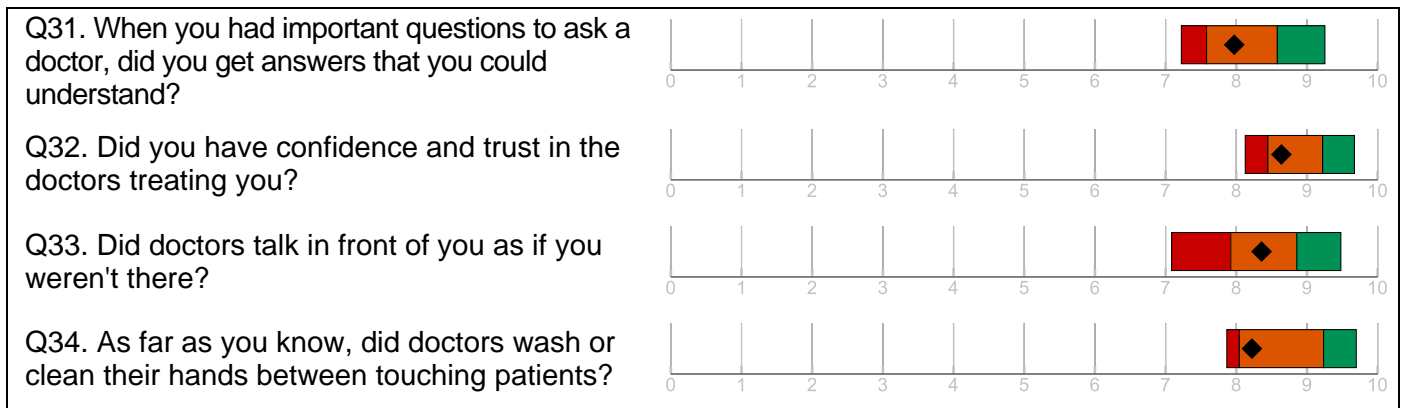 Q31. When you had important questions to ask a
doctor, did you get answers that you could
understand?
0 1 2 3 4 5 6 7 8 9 10
Q32. Did you have confidence and trust in the
doctors treating you?
0 1 2 3 4 5 6 7 8 9 10
Q33. Did doctors talk in front of you as if you
weren't there?
0 1 2 3 4 5 6 7 8 9 10
Q34. As far as you know, did doctors wash or
clean their hands between touching patients?
0 1 2 3 4 5 6 7 8 9 10